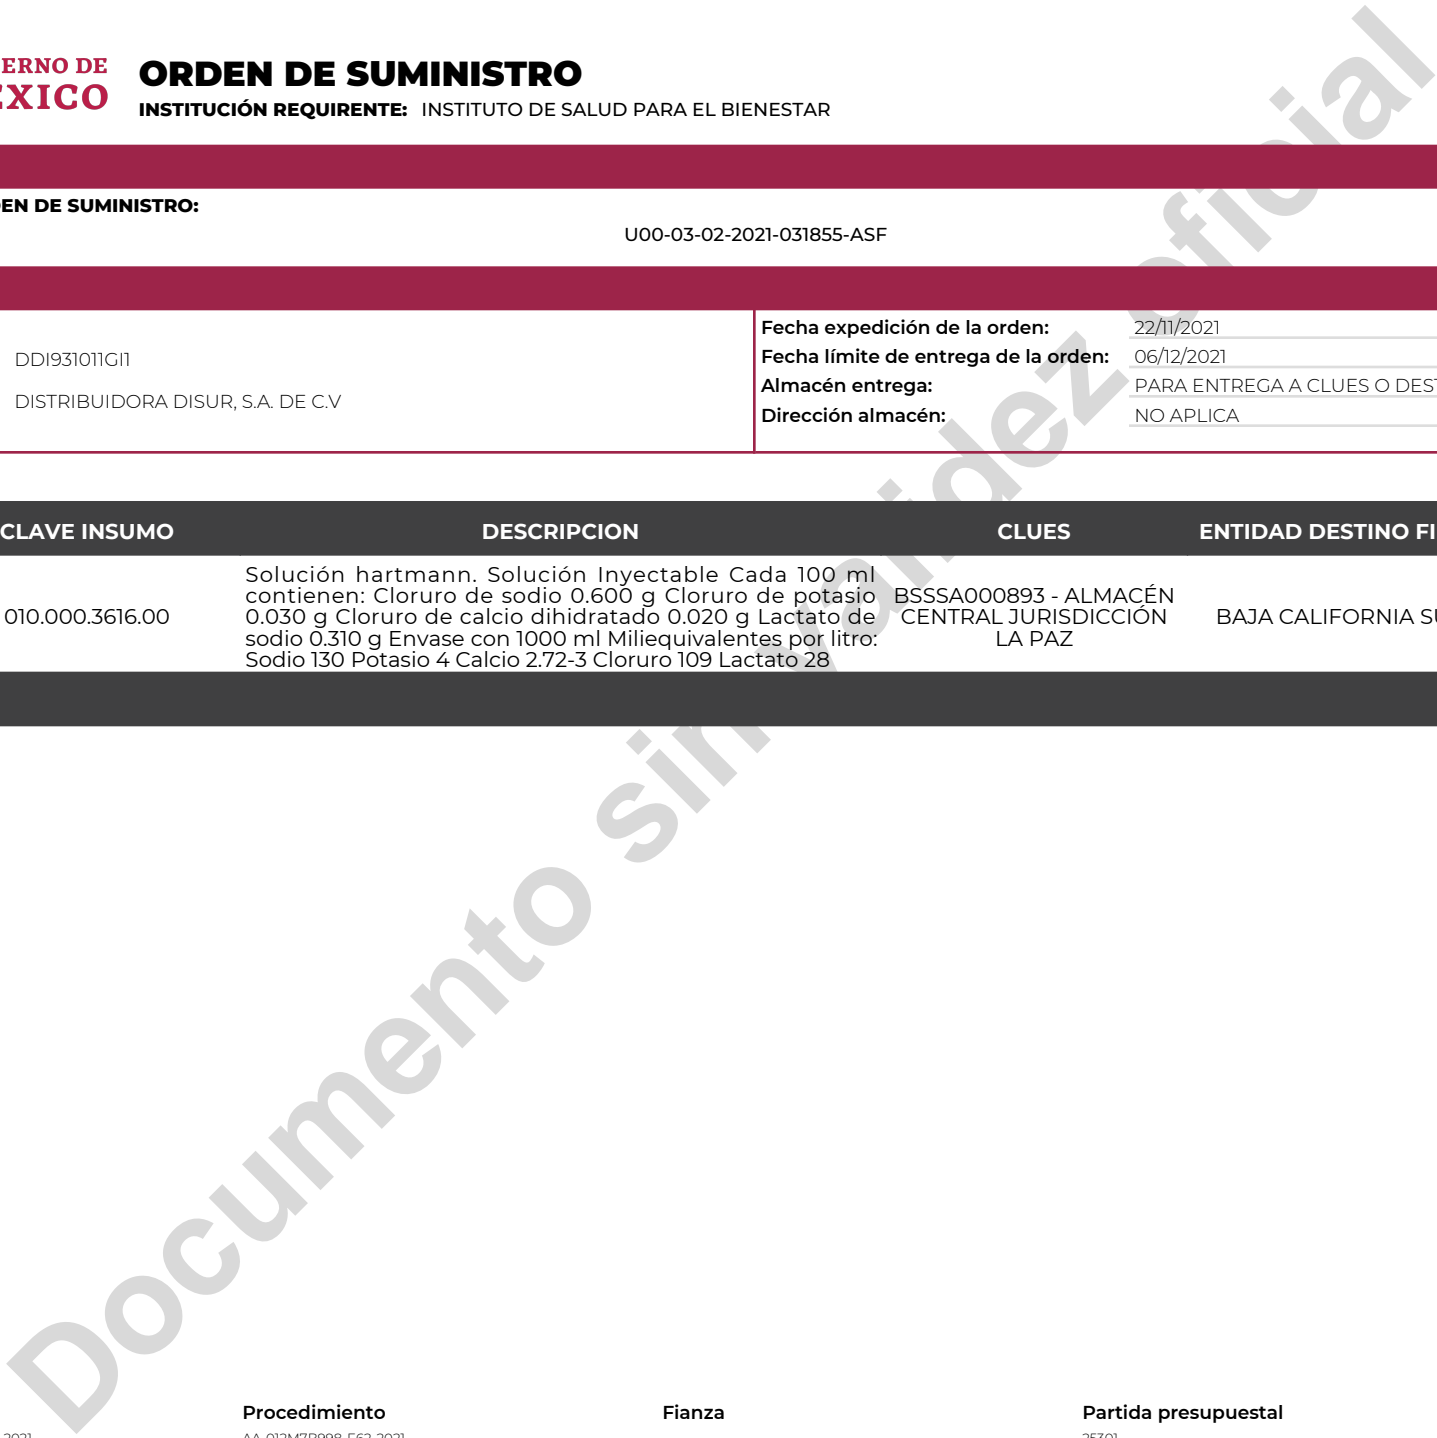 ERNO DE
EXICO
ORDEN DE SUMINISTRO
INSTITUCIÓN REQUIRENTE: INSTITUTO DE SALUD PARA EL BIENESTAR
EN DE SUMINISTRO:
U00-03-02-2021-031855-ASF
DDI931011GI1
DISTRIBUIDORA DISUR, S.A. DE C.V
Fecha expedición de la orden: 22/11/2021
Fecha límite de entrega de la orden: 06/12/2021
Almacén entrega: PARA ENTREGA A CLUES O DEST
Dirección almacén: NO APLICA
CLAVE INSUMO DESCRIPCION CLUES ENTIDAD DESTINO FI
010.000.3616.00
Solución hartmann. Solución Inyectable Cada 100 ml
contienen: Cloruro de sodio 0.600 g Cloruro de potasio
0.030 g Cloruro de calcio dihidratado 0.020 g Lactato de
sodio 0.310 g Envase con 1000 ml Miliequivalentes por litro:
Sodio 130 Potasio 4 Calcio 2.72-3 Cloruro 109 Lactato 28
BSSSA000893 - ALMACÉN
CENTRAL JURISDICCIÓN
LA PAZ
BAJA CALIFORNIA SU
Documento sin validez oficial
Procedimiento Fianza Partida presupuestal